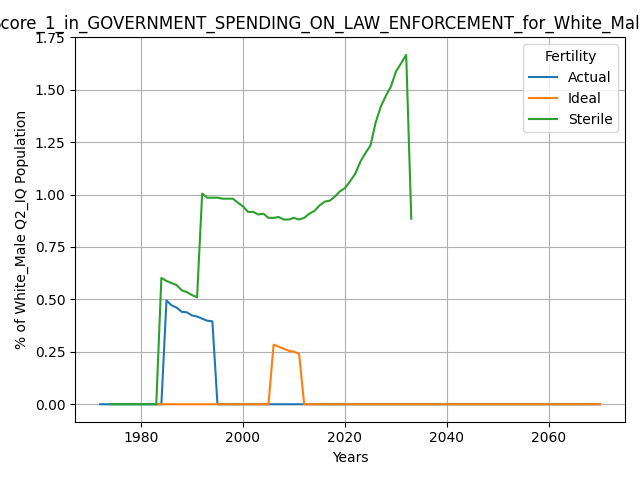 core_1_in_GOVERNMENT_SPENDING_ON_LAW_ENFORCEMENT_for_White_Mal
Fertility
Actual
Ideal
Sterile
% of White_Male Q2_IQ Population
1.75
1.50
1.25
1.00
0.75
0.50
0.25
0.00
1980 2000 2020 2040 2060
Years